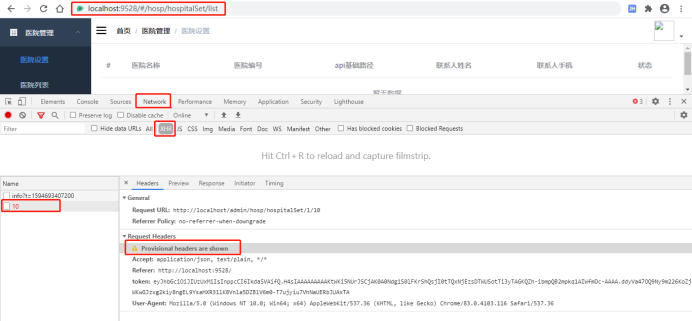 localhost:9528/#/hosp/hospitalSet/list
医院管理
首页 / 医院管理 / 医院设置
医院设置
# 医院名称 医院编号 api基础路径 联系人姓名 联系人手机 状态
医院列表
暂无数据
Elements Console Sources Network Performance Memory Application Security Lighthouse 3
Preserve log Disable cache Online
Filter Hide data URLs All XHR JS CSS Img Media Font Doc WS Manifest Other Has blocked cookies Blocked Requests
Hit Ctrl + R to reload and capture filmstrip.
Name × Headers Preview Response Initiator Timing
info?t=1594693407200
10
General
Request URL: http://localhost/admin/hosp/hospitalSet/1/10
Referrer Policy: no-referrer-when-downgrade
Request Headers
Provisional headers are shown
Accept: application/json, text/plain, */*
Referer: http://localhost:9528/
token:
User-Agent: Mozilla/5.0 (Windows NT 10.0; Win64; x64) AppleWebKit/537.36 (KHTML, like Gecko) Chrome/83.0.4103.116 Safari/537.36